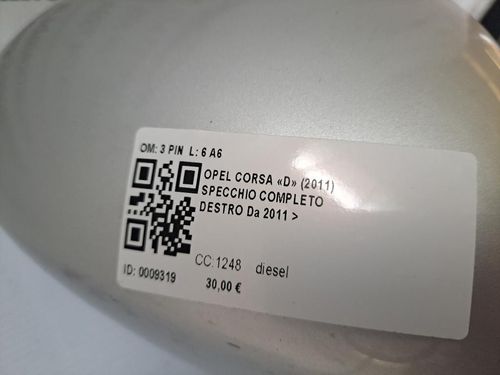 OM: 3 PIN L: 6 A6
OPEL CORSA «D» (2011)
SPECCHIO COMPLETO
DESTRO Da 2011 >
CC:1248 diesel
ID: 0009319 30,00 €